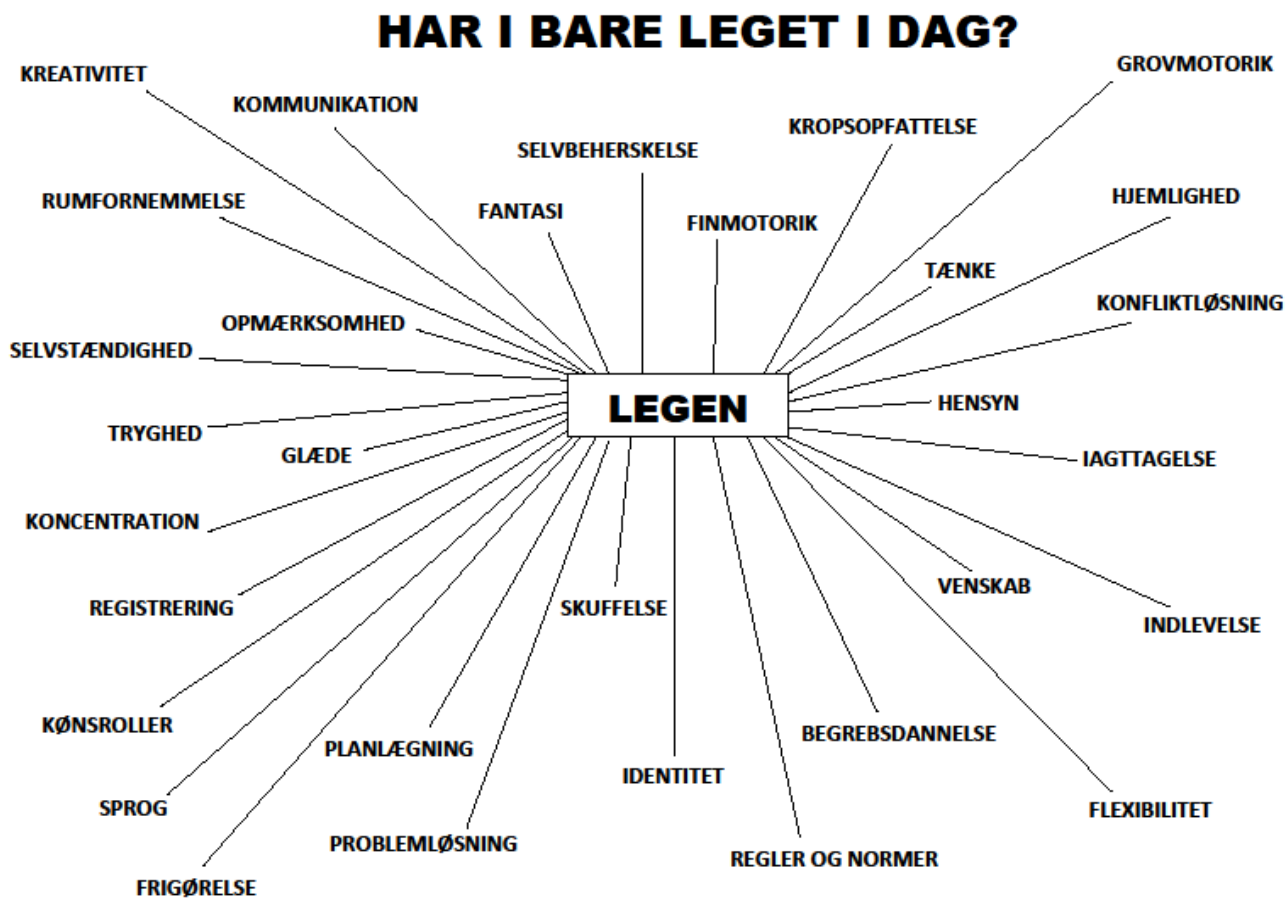 HAR I BARE LEGET I DAG?
KREATIVITET
GROVMOTORIK
KOMMUNIKATION
KROPSOPFATTELSE
SELVBEHERSKELSE
RUMFORNEMMELSE
FANTASI
FINMOTORIK
HJEMLIGHED
TÆNKE
KONFLIKTLØSNING
OPMÆRKSOMHED
SELVSTÆNDIGHED
LEGEN
HENSYN
TRYGHED
GLÆDE
IAGTTAGELSE
KONCENTRATION
REGISTRERING
SKUFFELSE
VENSKAB
INDLEVELSE
KØNSROLLER
PLANLÆGNING
BEGREBSDANNELSE
IDENTITET
SPROG
FLEXIBILITET
PROBLEMLØSNING
REGLER OG NORMER
FRIGØRELSE